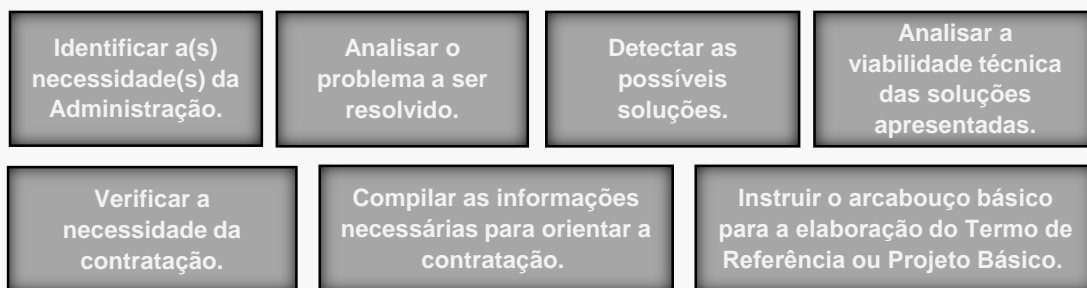 Identificar a(s)
necessidade(s) da
Administração.
Analisar o
problema a ser
resolvido.
Detectar as
possíveis
soluções.
Analisar a
viabilidade técnica
das soluções
apresentadas.
Verificar a
necessidade da
contratação.
Compilar as informações
necessárias para orientar a
contratação.
Instruir o arcabouço básico
para a elaboração do Termo de
Referência ou Projeto Básico.